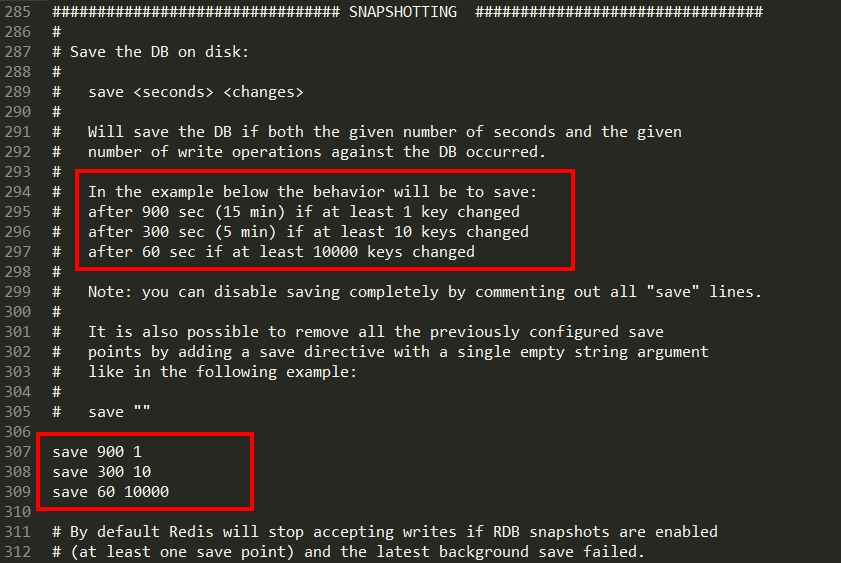 285 ################################ SNAPSHOTTING  ################################
286 #
287 # Save the DB on disk:
288 #
289 #   save <seconds> <changes>
290 #
291 #   Will save the DB if both the given number of seconds and the given
292 #   number of write operations against the DB occurred.
293 #
294 #   In the example below the behavior will be to save:
295 #   after 900 sec (15 min) if at least 1 key changed
296 #   after 300 sec (5 min) if at least 10 keys changed
297 #   after 60 sec if at least 10000 keys changed
298 #
299 #   Note: you can disable saving completely by commenting out all "save" lines.
300 #
301 #   It is also possible to remove all the previously configured save
302 #   points by adding a save directive with a single empty string argument
303 #   like in the following example:
304 #
305 #   save ""
306
307 save 900 1
308 save 300 10
309 save 60 10000
310
311 # By default Redis will stop accepting writes if RDB snapshots are enabled
312 # (at least one save point) and the latest background save failed.